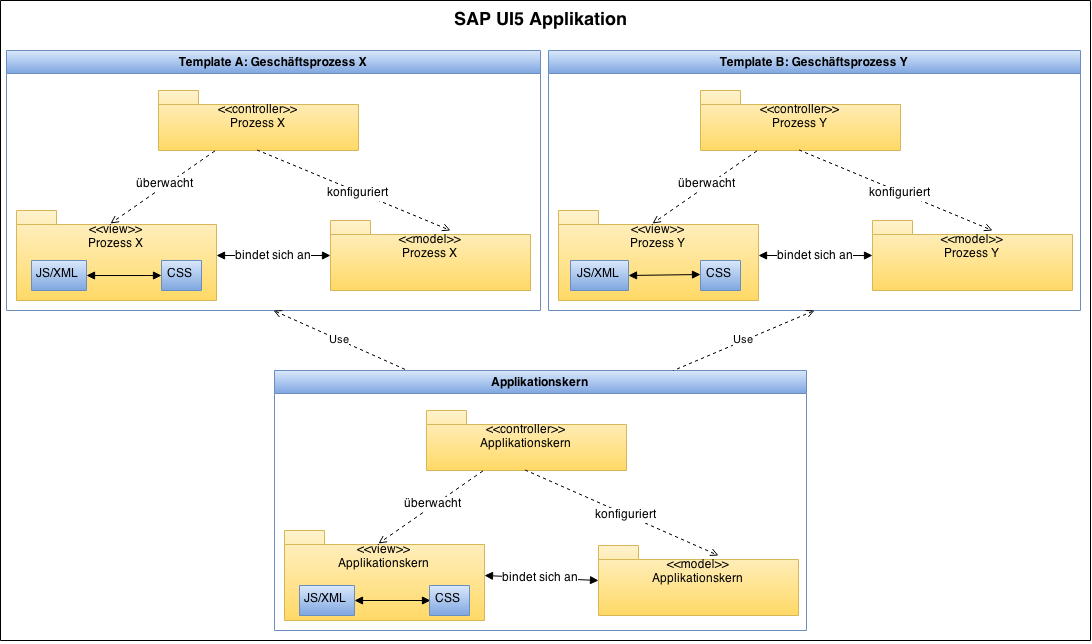 SAP UI5 Applikation
Template A: Geschäftsprozess X
<<controller>>
Prozess X
überwacht
konfiguriert
<<view>>
Prozess X
JS/XML
CSS
bindet sich an
<<model>>
Prozess X
Template B: Geschäftsprozess Y
<<controller>>
Prozess Y
überwacht
konfiguriert
<<view>>
Prozess Y
JS/XML
CSS
bindet sich an
<<model>>
Prozess Y
Use
Use
Applikationskern
<<controller>>
Applikationskern
überwacht
konfiguriert
<<view>>
Applikationskern
JS/XML
CSS
bindet sich an
<<model>>
Applikationskern